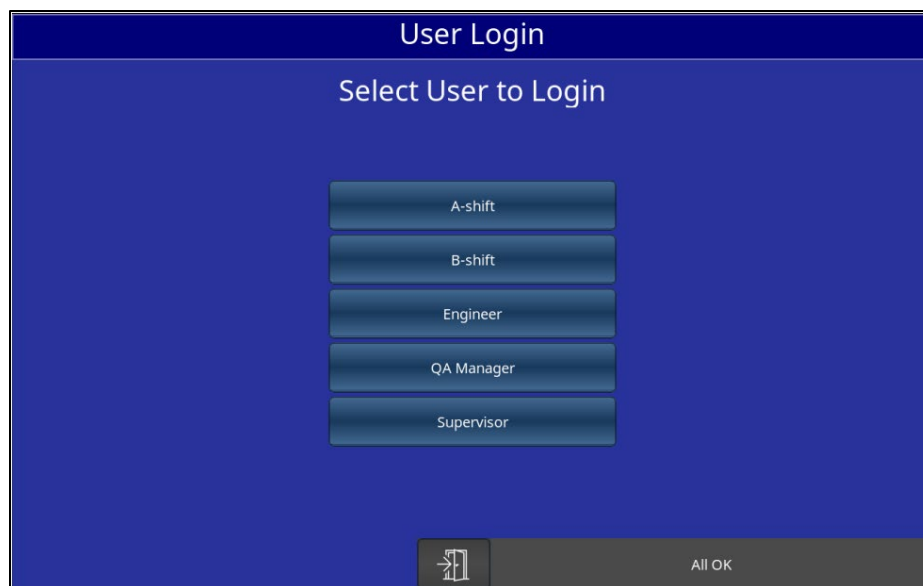 User Login
Select User to Login
A-shift
B-shift
Engineer
QA Manager
Supervisor
All OK